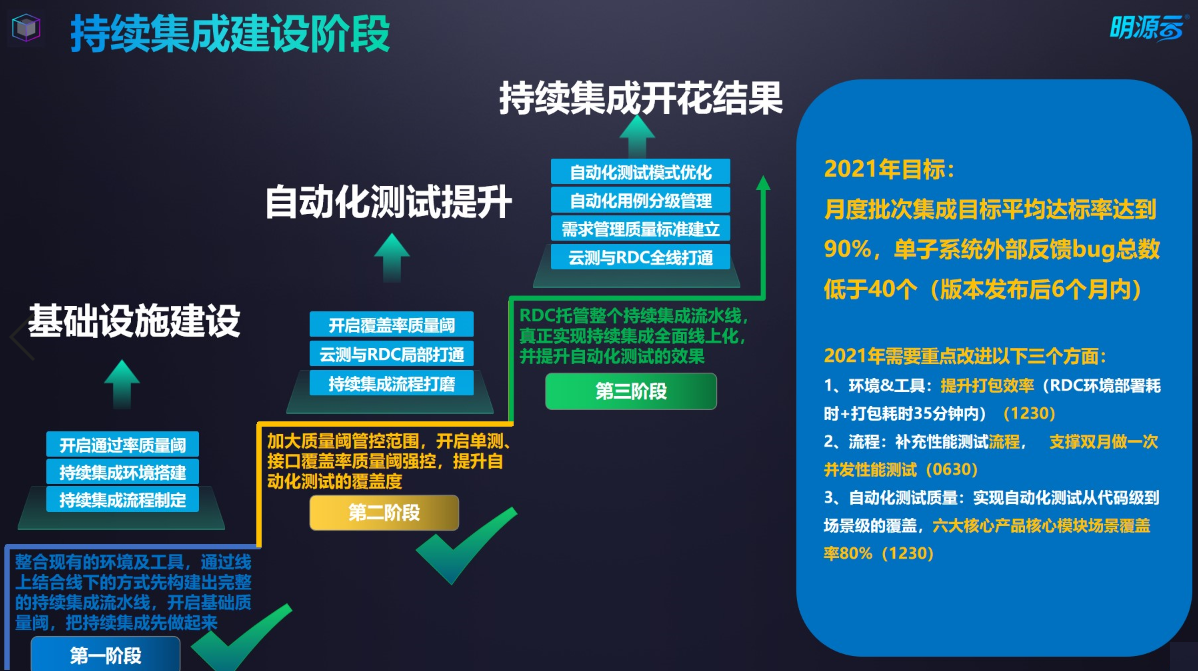 持续集成建设阶段
明源云
持续集成开花结果
自动化测试模式优化
自动化用例分级管理
需求管理质量标准建立
云测与RDC全线打通
RDC托管整个持续集成流水线，
真正实现持续集成全面线上化，
并提升自动化测试的效果
第三阶段
自动化测试提升
开启覆盖率质量阈
云测与RDC局部打通
持续集成流程打磨
加大质量阈管控范围，开启单测、
接口覆盖率质量阈强控，提升自
动化测试的覆盖度
第二阶段
基础设施建设
开启通过率质量阈
持续集成环境搭建
持续集成流程制定
整合现有的环境及工具，通过线
上结合线下的方式先构建出完整
的持续集成流水线，开启基础质
量阈，把持续集成先做起来
第一阶段
2021年目标：
月度批次集成目标平均达标率达到
90%，单子系统外部反馈bug总数
低于40个（版本发布后6个月内）
2021年需要重点改进以下三个方面：
1、环境&工具：提升打包效率（RDC环境部署耗
时+打包耗时35分钟内）（1230）
2、流程：补充性能测试流程， 支撑双月做一次
并发性能测试（0630）
3、自动化测试质量：实现自动化测试从代码级到
场景级的覆盖，六大核心产品核心模块场景覆盖
率80%（1230）